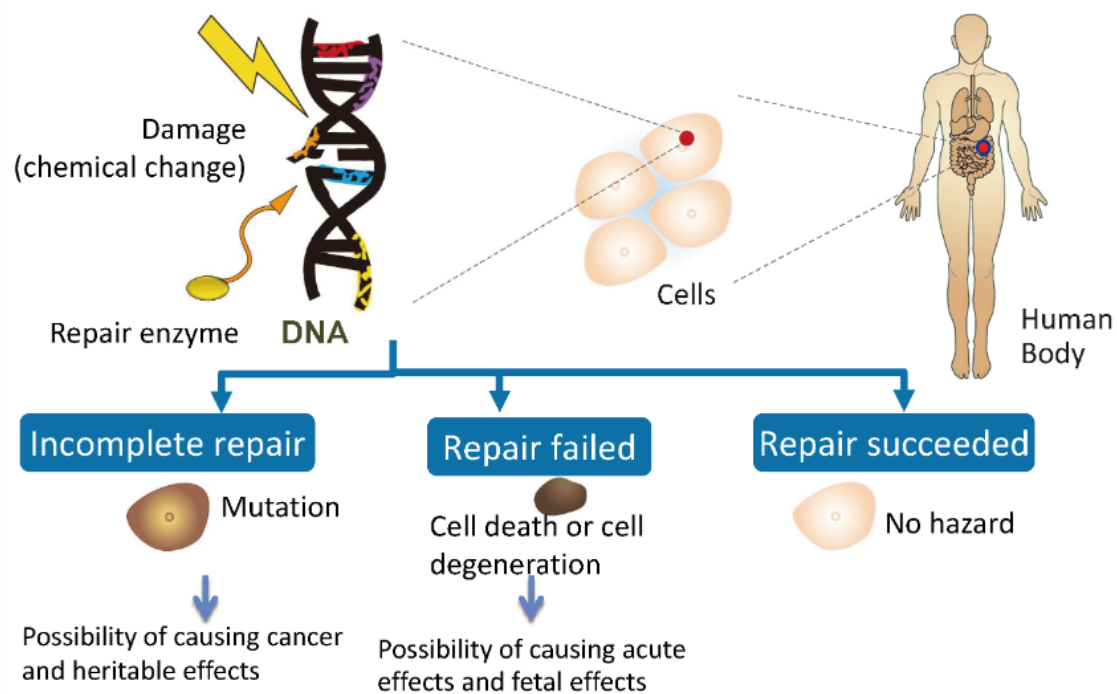 Damage
(chemical change)
Repair enzyme
DNA
Cells
Human
Body
Incomplete repair
Repair failed
Repair succeeded
Mutation
Cell death or cell
degeneration
No hazard
Possibility of causing cancer
and heritable effects
Possibility of causing acute
effects and fetal effects